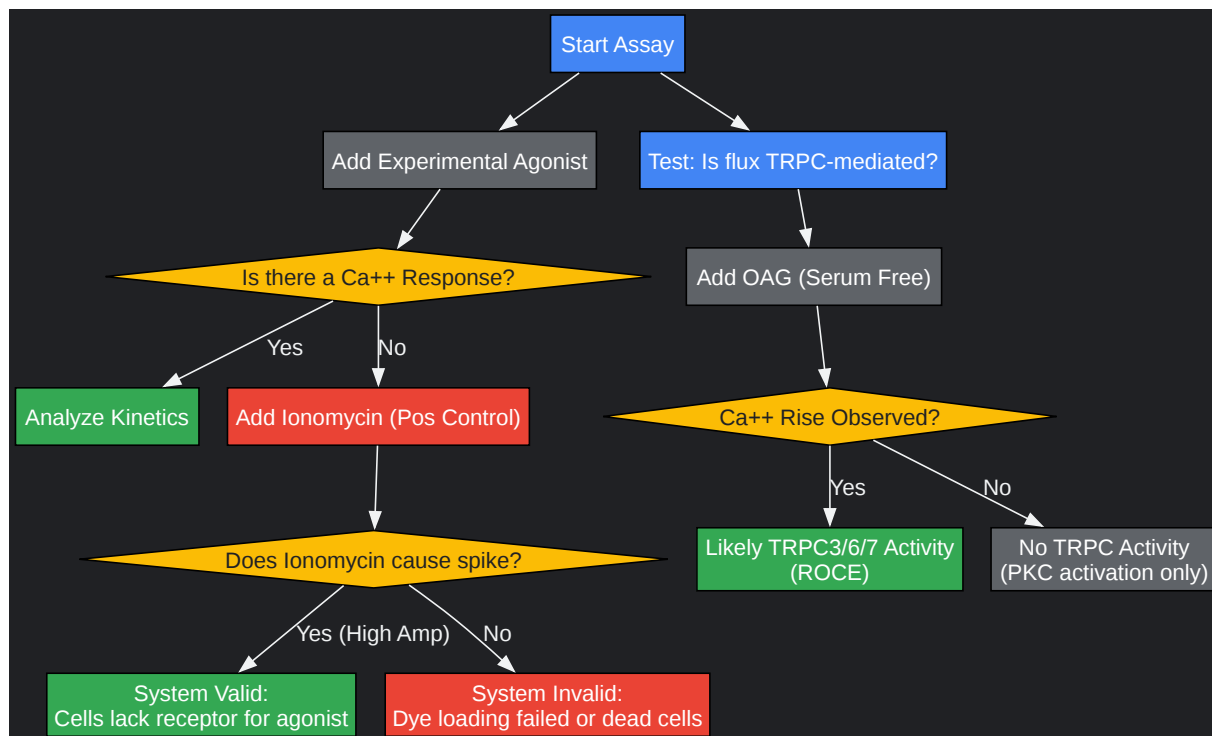 Start Assay
Add Experimental Agonist
Test: Is flux TRPC-mediated?
Is there a Ca++ Response?
Add OAG (Serum Free)
Yes
No
Analyze Kinetics
Add Ionomycin (Pos Control)
Ca++ Rise Observed?
Yes
No
Does Ionomycin cause spike?
Likely TRPC3/6/7 Activity
(ROCE)
No TRPC Activity
(PKC activation only)
Yes (High Amp)
No
System Valid:
Cells lack receptor for agonist
System Invalid:
Dye loading failed or dead cells